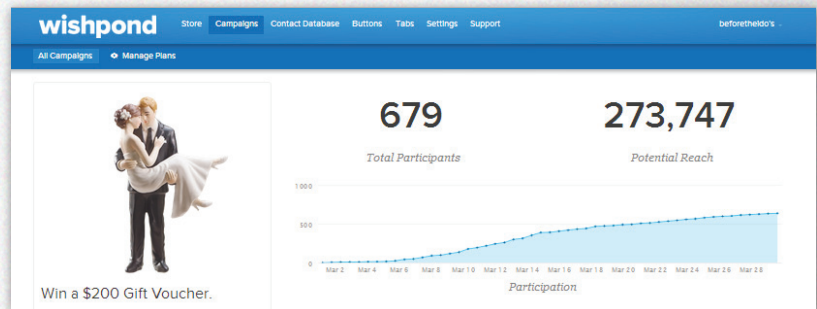 wishpond Store Campaigns Contact Database Buttons Tabs Settings Support beforetheIdo's
All Campaigns Manage Plans
679 273,747
Total Participants Potential Reach
1000
500
0
Mar 2 Mar 4 Mar 6 Mar 8 Mar 10 Mar 12 Mar 14 Mar 16 Mar 18 Mar 20 Mar 22 Mar 24 Mar 26 Mar 28
Participation
Win a $200 Gift Voucher.